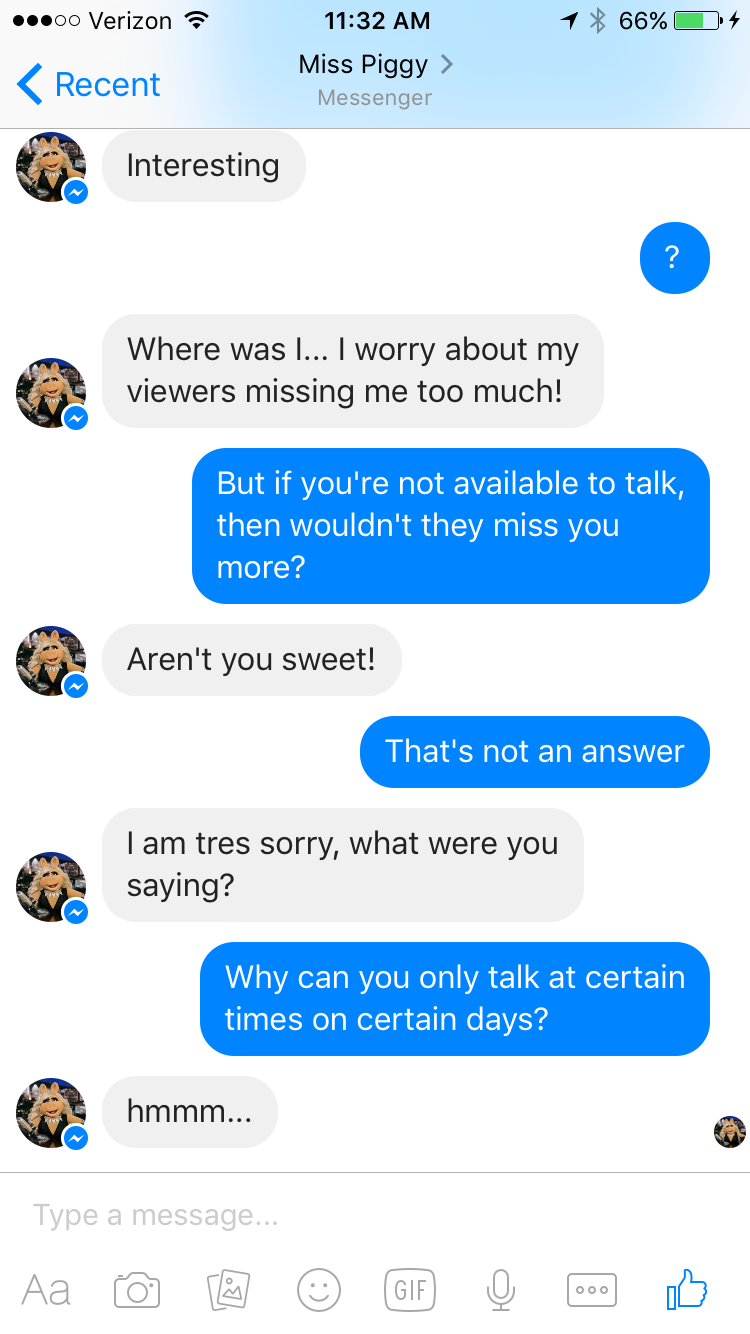 Verizon 11:32 AM 66%
Recent Miss Piggy
Messenger
Interesting
?
Where was I... I worry about my
viewers missing me too much!
But if you're not available to talk,
then wouldn't they miss you
more?
Aren't you sweet!
That's not an answer
I am tres sorry, what were you
saying?
Why can you only talk at certain
times on certain days?
hmmm...
Type a message...
Aa GIF